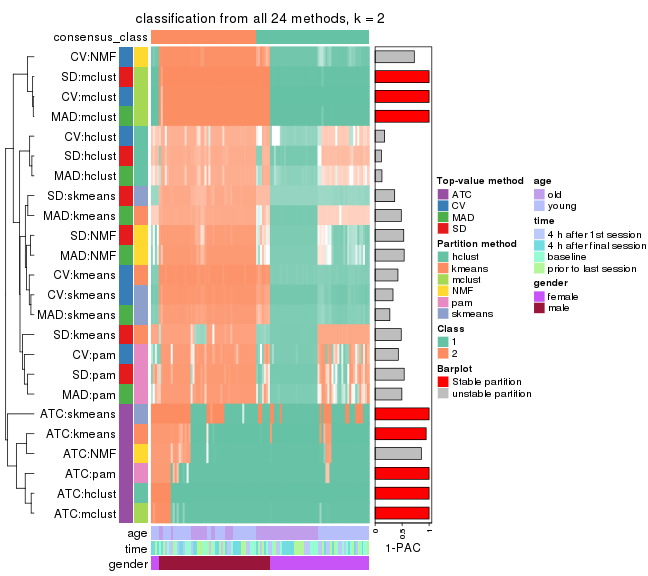 classification from all 24 methods, k = 2
consensus_class
CV:NMF
SD:mclust
CV:mclust
MAD:mclust
CV:hclust
SD:hclust
MAD:hclust
SD:skmeans
MAD:kmeans
SD:NMF
MAD:NMF
CV:kmeans
CV:skmeans
MAD:skmeans
SD:kmeans
CV:pam
SD:pam
MAD:pam
ATC:skmeans
ATC:kmeans
ATC:NMF
ATC:pam
ATC:hclust
ATC:mclust
age
time
gender
0
0.5
1
1-PAC
Top-value method
ATC
CV
MAD
SD
Partition method
hclust
kmeans
mclust
NMF
pam
skmeans
Class
1
2
Barplot
Stable partition
unstable partition
age
old
young
time
4 h after 1st session
4 h after final session
baseline
prior to last session
gender
female
male